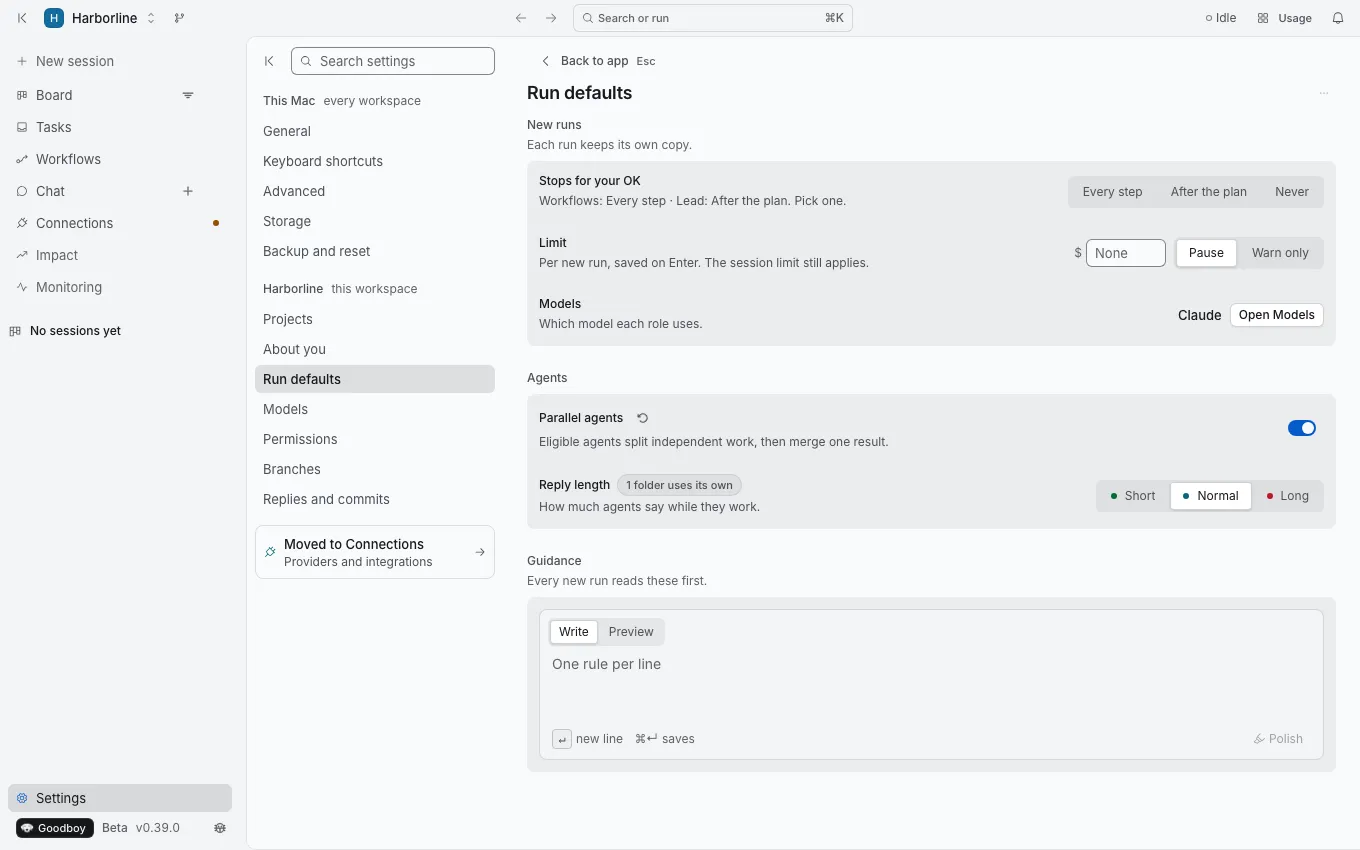 H Harborline
Search or run ⌘K
Idle
Usage
New session
Board
Tasks
Workflows
Chat
Connections
Impact
Monitoring
No sessions yet
Settings
Goodboy Beta v0.39.0
Search settings
This Mac every workspace
General
Keyboard shortcuts
Advanced
Storage
Backup and reset
Harborline this workspace
Projects
About you
Run defaults
Models
Permissions
Branches
Replies and commits
Moved to Connections
Providers and integrations
Back to app Esc
Run defaults
New runs
Each run keeps its own copy.
Stops for your OK
Workflows: Every step · Lead: After the plan. Pick one.
Every step After the plan Never
Limit
Per new run, saved on Enter. The session limit still applies.
$ None Pause Warn only
Models
Which model each role uses.
Claude Open Models
Agents
Parallel agents
Eligible agents split independent work, then merge one result.
Reply length 1 folder uses its own
How much agents say while they work.
Short Normal Long
Guidance
Every new run reads these first.
Write Preview
One rule per line
↵ new line ⌘↵ saves
Polish